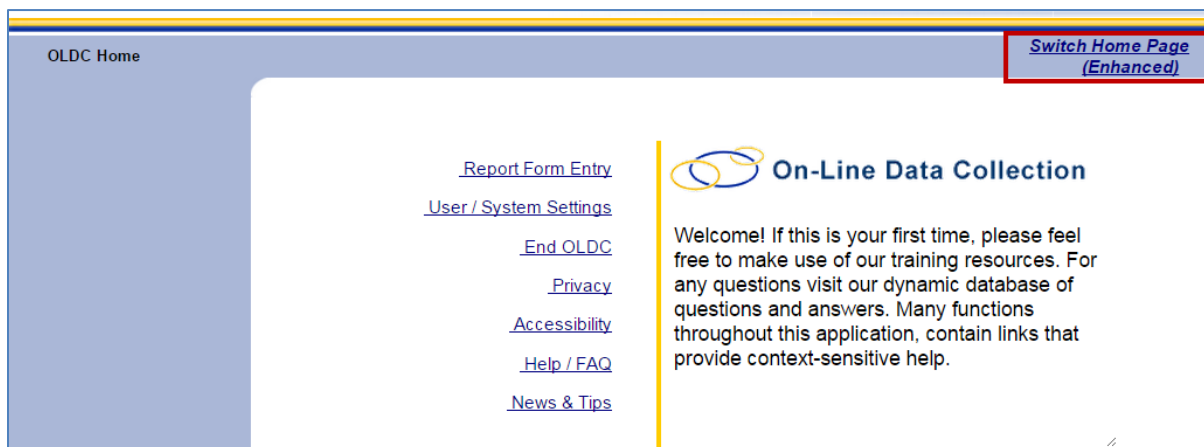 OLDC Home
Switch Home Page
(Enhanced)
Report Form Entry
User / System Settings
End OLDC
Privacy
Accessibility
Help / FAQ
News & Tips
On-Line Data Collection
Welcome! If this is your first time, please feel
free to make use of our training resources. For
any questions visit our dynamic database of
questions and answers. Many functions
throughout this application, contain links that
provide context-sensitive help.